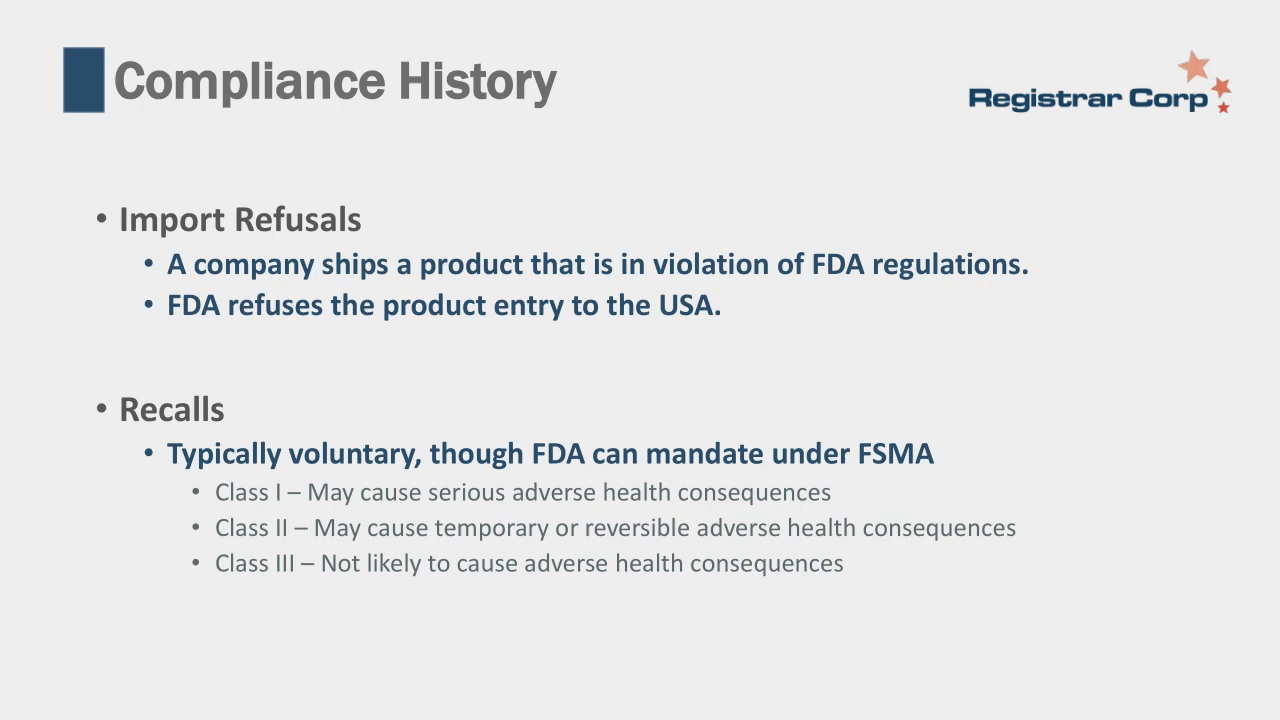 Compliance History
Registrar Corp
• Import Refusals
• A company ships a product that is in violation of FDA regulations.
• FDA refuses the product entry to the USA.
• Recalls
• Typically voluntary, though FDA can mandate under FSMA
• Class I – May cause serious adverse health consequences
• Class II – May cause temporary or reversible adverse health consequences
• Class III – Not likely to cause adverse health consequences